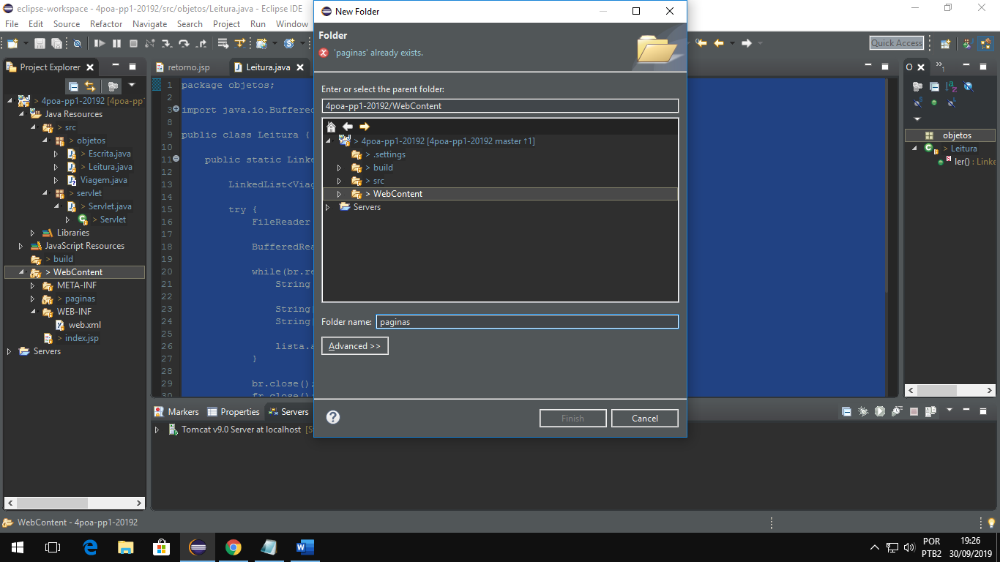 eclipse-workspace - 4poa-pp1-20192/src/objetos/Leitura.java - Eclipse IDE
File Edit Source Refactor Navigate Search Project Run Window
Quick Access
Project Explorer
> 4poa-pp1-20192 [4poa-pp
Java Resources
> src
> objetos
> Escrita.java
> Leitura.java
Viagem.java
> servlet
> Servlet.java
> Servlet
Libraries
JavaScript Resources
> build
> WebContent
META-INF
> paginas
WEB-INF
web.xml
> index.jsp
Servers
retorno.jsp Leitura.java
1 package objetos;
2
3 import java.io.Buffered
8
9 public class Leitura {
10
11 public static Linke
12
13 LinkedList<Viag
14
15 try {
16 FileReader
17
18 BufferedRea
19
20 while(br.re
21 String
22
23 String[
24 String[
25
26 lista.a
27 }
28
29 br.close();
30 fr.close();
New Folder
Folder
'paginas' already exists.
Enter or select the parent folder:
4poa-pp1-20192/WebContent
> 4poa-pp1-20192 [4poa-pp1-20192 master ↑1]
> .settings
> build
> src
> WebContent
Servers
Folder name: paginas
Advanced >>
Finish Cancel
O
objetos
> Leitura
ler() : Linke
Markers Properties Servers
Tomcat v9.0 Server at localhost [S
WebContent - 4poa-pp1-20192
POR
PTB2
19:26
30/09/2019